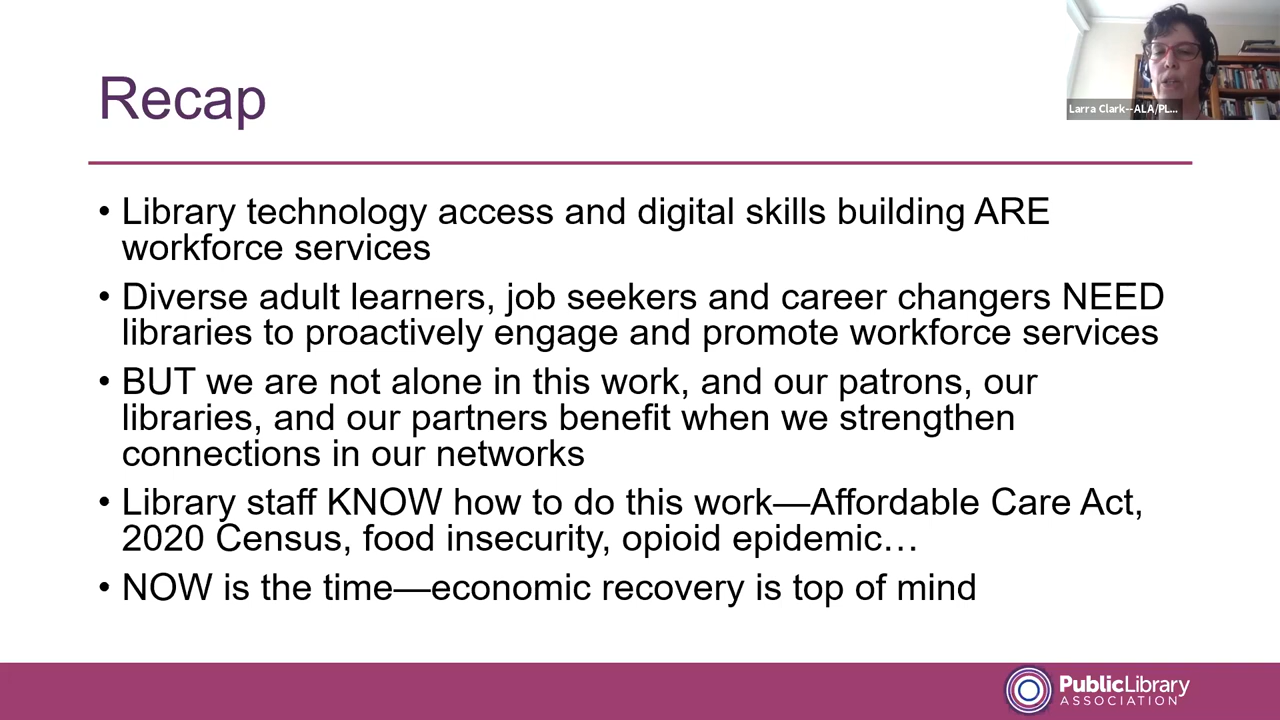 Recap
Larra Clark--ALA/PL...
• Library technology access and digital skills building ARE
workforce services
• Diverse adult learners, job seekers and career changers NEED
libraries to proactively engage and promote workforce services
• BUT we are not alone in this work, and our patrons, our
libraries, and our partners benefit when we strengthen
connections in our networks
• Library staff KNOW how to do this work—Affordable Care Act,
2020 Census, food insecurity, opioid epidemic…
• NOW is the time—economic recovery is top of mind
PublicLibrary
ASSOCIATION